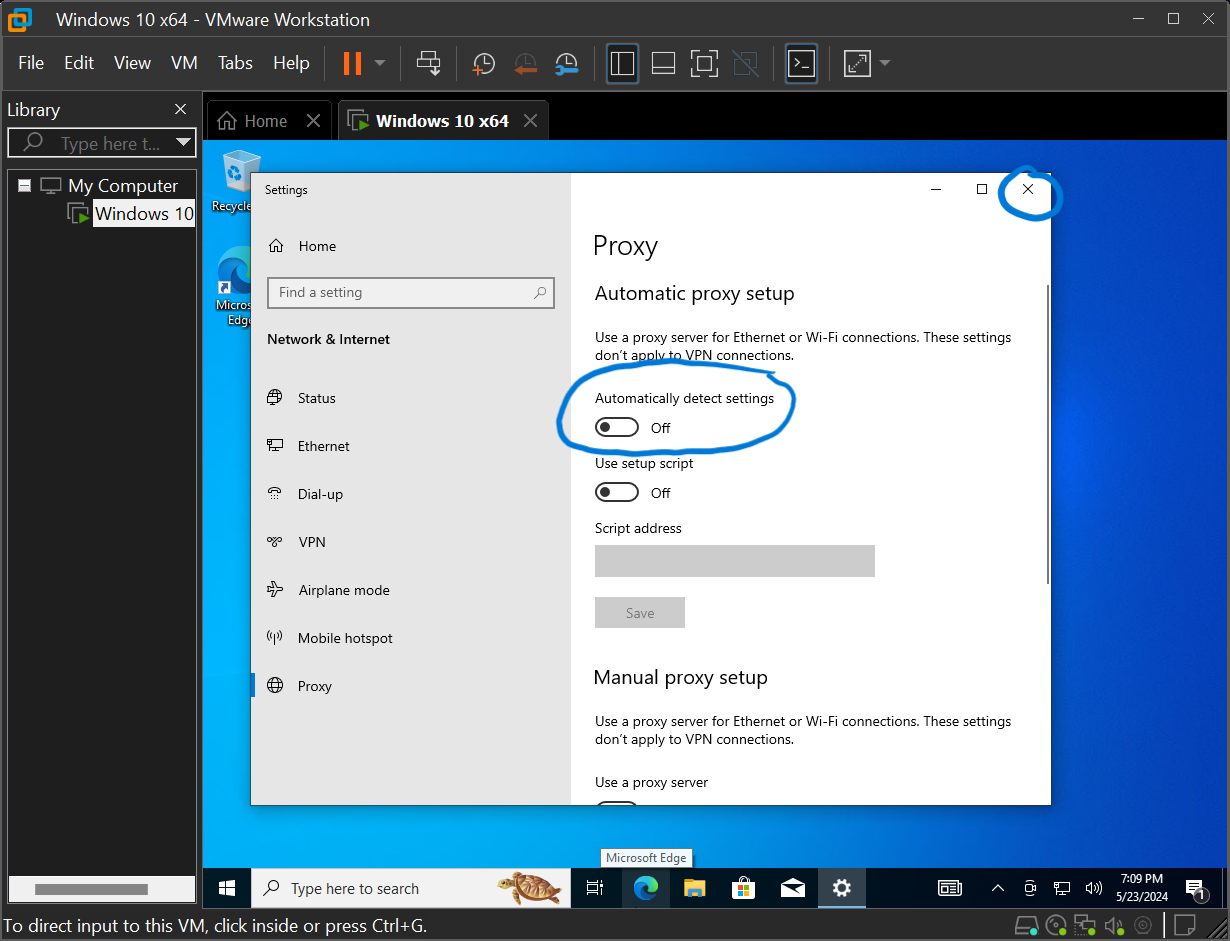 Windows 10 x64 - VMware Workstation
File Edit View VM Tabs Help
Library
Type here t...
My Computer
Windows 10
Home
Windows 10 x64
Recycle
Micros
Edge
Settings
Home
Find a setting
Network & Internet
Status
Ethernet
Dial-up
VPN
Airplane mode
Mobile hotspot
Proxy
Proxy
Automatic proxy setup
Use a proxy server for Ethernet or Wi-Fi connections. These settings
don't apply to VPN connections.
Automatically detect settings
Off
Use setup script
Off
Script address
Save
Manual proxy setup
Use a proxy server for Ethernet or Wi-Fi connections. These settings
don't apply to VPN connections.
Use a proxy server
Microsoft Edge
Type here to search
7:09 PM
5/23/2024
1
To direct input to this VM, click inside or press Ctrl+G.